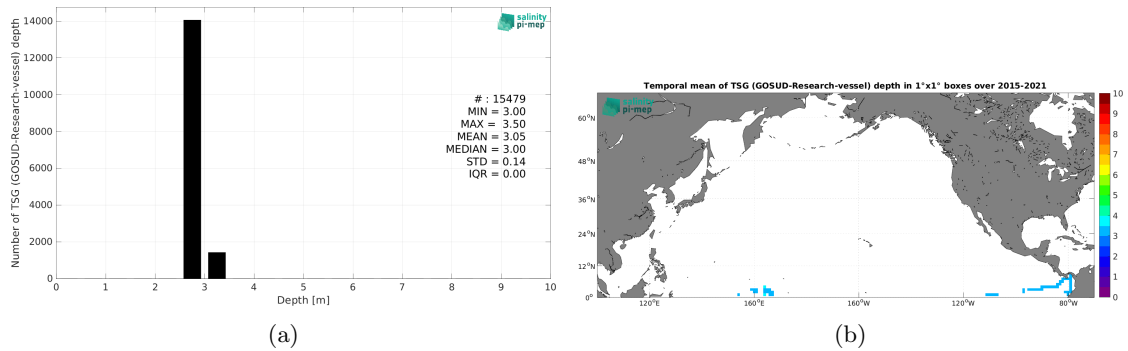 14000
12000
10000
8000
6000
4000
2000
0
Number of TSG (GOSUD-Research-vessel) depth
salinity
pi-mep
# : 15479
MIN = 3.00
MAX = 3.50
MEAN = 3.05
MEDIAN = 3.00
STD = 0.14
IQR = 0.00
0 1 2 3 4 5 6 7 8 9 10
Depth [m]
(a)
Temporal mean of TSG (GOSUD-Research-vessel) depth in 1°x1° boxes over 2015-2021
salinity
pi-mep
60°N
48°N
36°N
24°N
12°N
0°
120°E 160°E 160°W 120°W 80°W
10
9
8
7
6
5
4
3
2
1
0
(b)